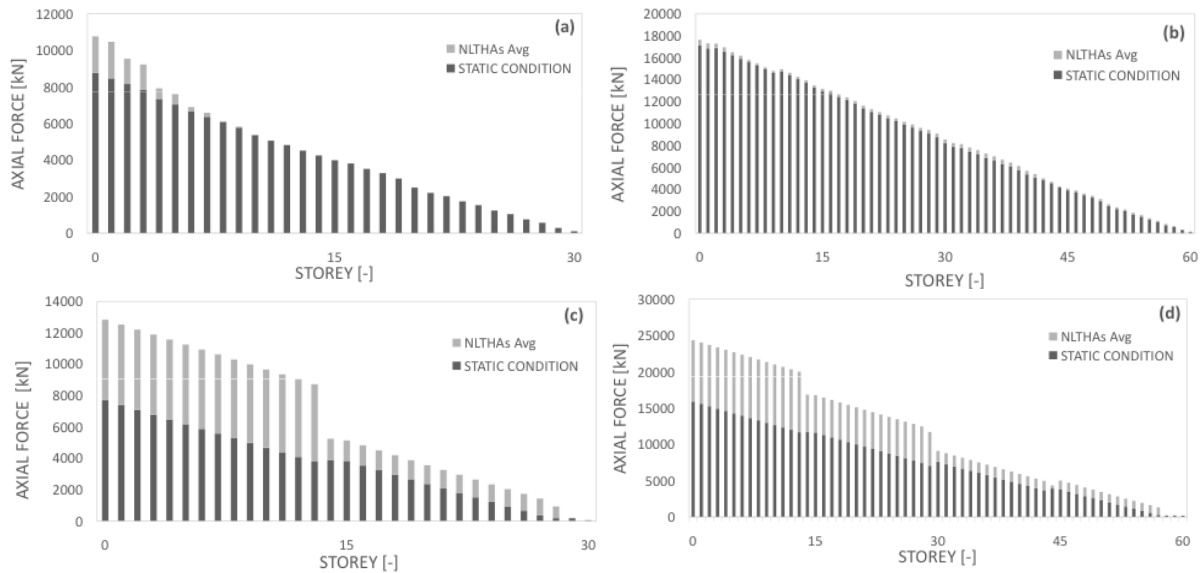 (a)
AXIAL FORCE [kN]
12000
10000
8000
6000
4000
2000
0
NLTHAs Avg
STATIC CONDITION
0 15 30
STOREY [-]
(b)
AXIAL FORCE [kN]
20000
18000
16000
14000
12000
10000
8000
6000
4000
2000
0
NLTHAs Avg
STATIC CONDITION
0 15 30 45 60
STOREY [-]
(c)
AXIAL FORCE [kN]
14000
12000
10000
8000
6000
4000
2000
0
NLTHAs Avg
STATIC CONDITION
0 15 30
STOREY [-]
(d)
AXIAL FORCE [kN]
30000
25000
20000
15000
10000
5000
0
NLTHAs Avg
STATIC CONDITION
0 15 30 45 60
STOREY [-]